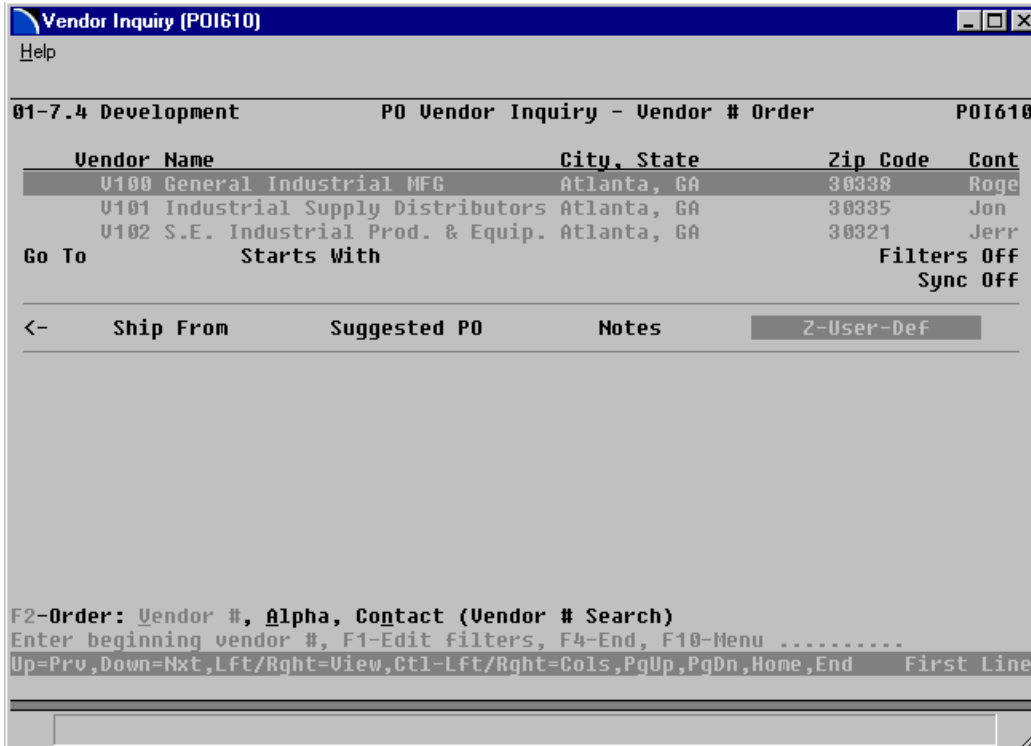 Vendor Inquiry (POI610)
Help
01-7.4 Development PO Vendor Inquiry - Vendor # Order POI610
Vendor Name City, State Zip Code Cont
V100 General Industrial MFG Atlanta, GA 30338 Roge
V101 Industrial Supply Distributors Atlanta, GA 30335 Jon
V102 S.E. Industrial Prod. & Equip. Atlanta, GA 30321 Jerr
Go To Starts With Filters Off
Sync Off
<- Ship From Suggested PO Notes Z-User-Def
F2-Order: Vendor #, Alpha, Contact (Vendor # Search)
Enter beginning vendor #, F1-Edit filters, F4-End, F10-Menu ..........
Up=Prv,Down=Nxt,Lft/Rght=View,Ctl-Lft/Rght=Cols,PgUp,PgDn,Home,End First Line